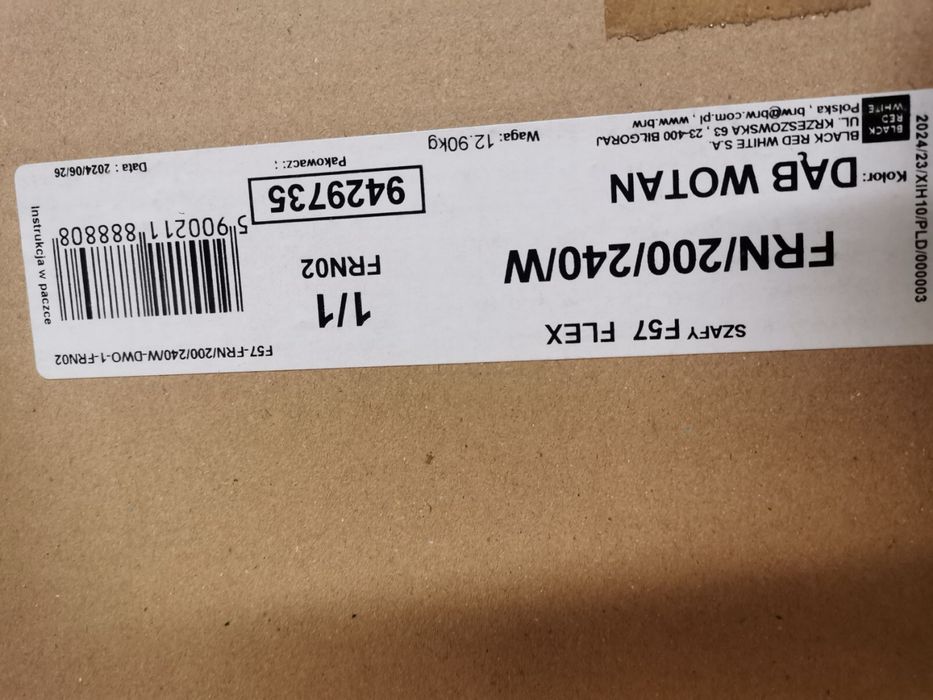 SZAFY F57 FLEX
F57-FRN/200/240/W-DWO-1-FRN02
FRN/200/240/W
1/1
FRN02
5 900211 888808
Kolor: DĄB WOTAN
9429735
BLACK RED WHITE
BLACK RED WHITE S.A.
UL. KRZESZOWSKA 63 , 23-400 BIŁGORAJ
Polska , brw@brw.com.pl , www.brw
Waga: 12.90kg
Pakowacz.:
Data : 2024/06/26
Instrukcja w paczce
2024/23/XIH10/PLD/000003